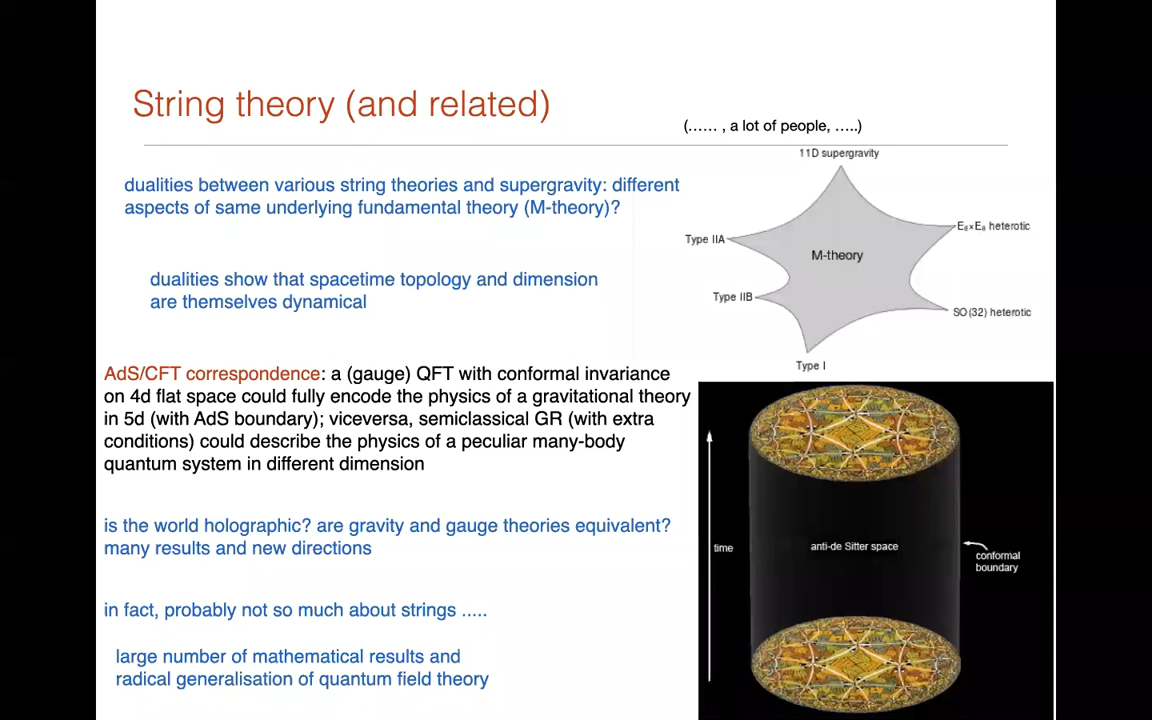 String theory (and related)
(…… , a lot of people, …..)
dualities between various string theories and supergravity: different
aspects of same underlying fundamental theory (M-theory)?
dualities show that spacetime topology and dimension
are themselves dynamical
11D supergravity
Type IIA
E₈×E₈ heterotic
M-theory
Type IIB
SO(32) heterotic
Type I
AdS/CFT correspondence: a (gauge) QFT with conformal invariance
on 4d flat space could fully encode the physics of a gravitational theory
in 5d (with AdS boundary); viceversa, semiclassical GR (with extra
conditions) could describe the physics of a peculiar many-body
quantum system in different dimension
is the world holographic? are gravity and gauge theories equivalent?
many results and new directions
in fact, probably not so much about strings .....
large number of mathematical results and
radical generalisation of quantum field theory
time
anti-de Sitter space
conformal
boundary